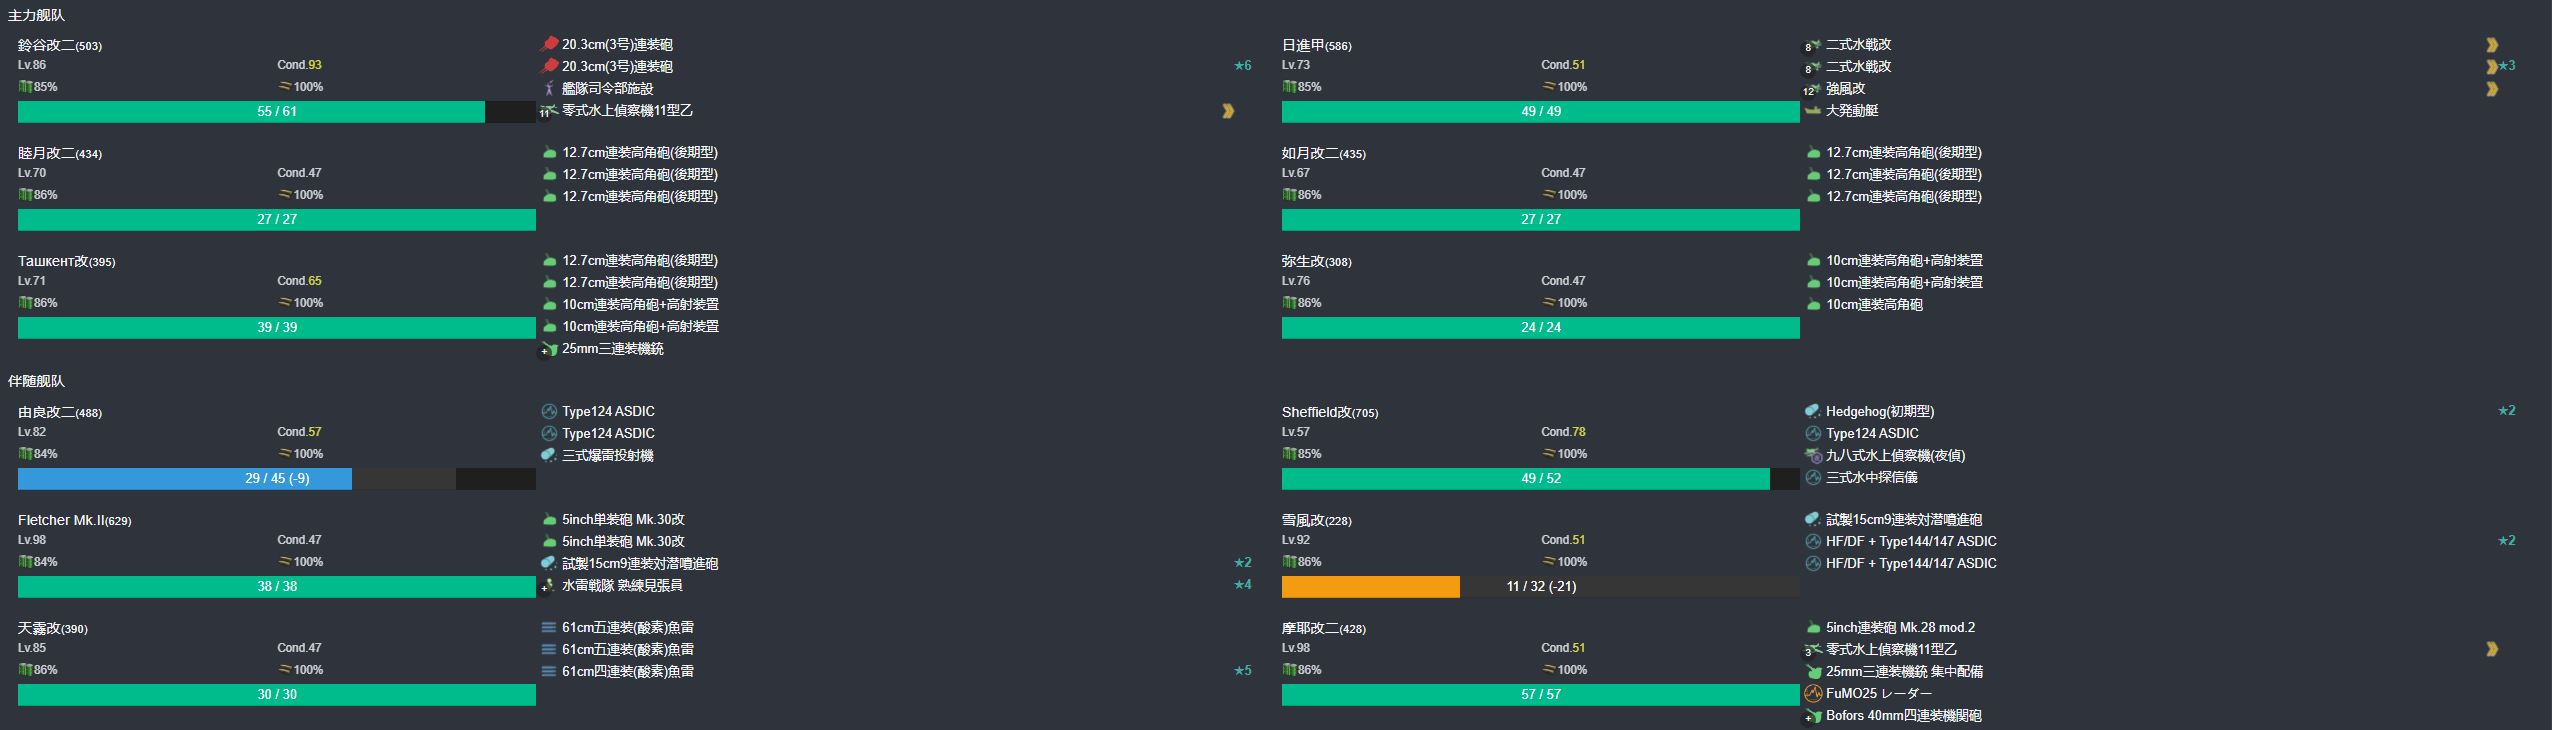 主力舰队
鈴谷改二(503)
Lv.86 Cond.93
85% 100%
55 / 61
20.3cm(3号)連装砲
20.3cm(3号)連装砲 ★6
艦隊司令部施設
11 零式水上偵察機11型乙
日進甲(586)
Lv.73 Cond.51
85% 100%
49 / 49
8 二式水戦改
8 二式水戦改 ★3
12 強風改
大発動艇
睦月改二(434)
Lv.70 Cond.47
86% 100%
27 / 27
12.7cm連装高角砲(後期型)
12.7cm連装高角砲(後期型)
12.7cm連装高角砲(後期型)
如月改二(435)
Lv.67 Cond.47
86% 100%
27 / 27
12.7cm連装高角砲(後期型)
12.7cm連装高角砲(後期型)
12.7cm連装高角砲(後期型)
Ташкент改(395)
Lv.71 Cond.65
86% 100%
39 / 39
12.7cm連装高角砲(後期型)
12.7cm連装高角砲(後期型)
10cm連装高角砲+高射装置
10cm連装高角砲+高射装置
+ 25mm三連装機銃
弥生改(308)
Lv.76 Cond.47
86% 100%
24 / 24
10cm連装高角砲+高射装置
10cm連装高角砲+高射装置
10cm連装高角砲
伴随舰队
由良改二(488)
Lv.82 Cond.57
84% 100%
29 / 45 (-9)
Type124 ASDIC
Type124 ASDIC
三式爆雷投射機
Sheffield改(705)
Lv.57 Cond.78
85% 100%
49 / 52
Hedgehog(初期型) ★2
Type124 ASDIC
九八式水上偵察機(夜偵)
三式水中探信儀
Fletcher Mk.II(629)
Lv.98 Cond.47
84% 100%
38 / 38
5inch単装砲 Mk.30改
5inch単装砲 Mk.30改
試製15cm9連装対潜噴進砲 ★2
+ 水雷戦隊 熟練見張員 ★4
雪風改(228)
Lv.92 Cond.51
86% 100%
11 / 32 (-21)
試製15cm9連装対潜噴進砲
HF/DF + Type144/147 ASDIC ★2
HF/DF + Type144/147 ASDIC
天霧改(390)
Lv.85 Cond.47
86% 100%
30 / 30
61cm五連装(酸素)魚雷
61cm五連装(酸素)魚雷
61cm四連装(酸素)魚雷 ★5
摩耶改二(428)
Lv.98 Cond.51
86% 100%
57 / 57
5inch連装砲 Mk.28 mod.2
3 零式水上偵察機11型乙
25mm三連装機銃 集中配備
FuMO25 レーダー
+ Bofors 40mm四連装機関砲